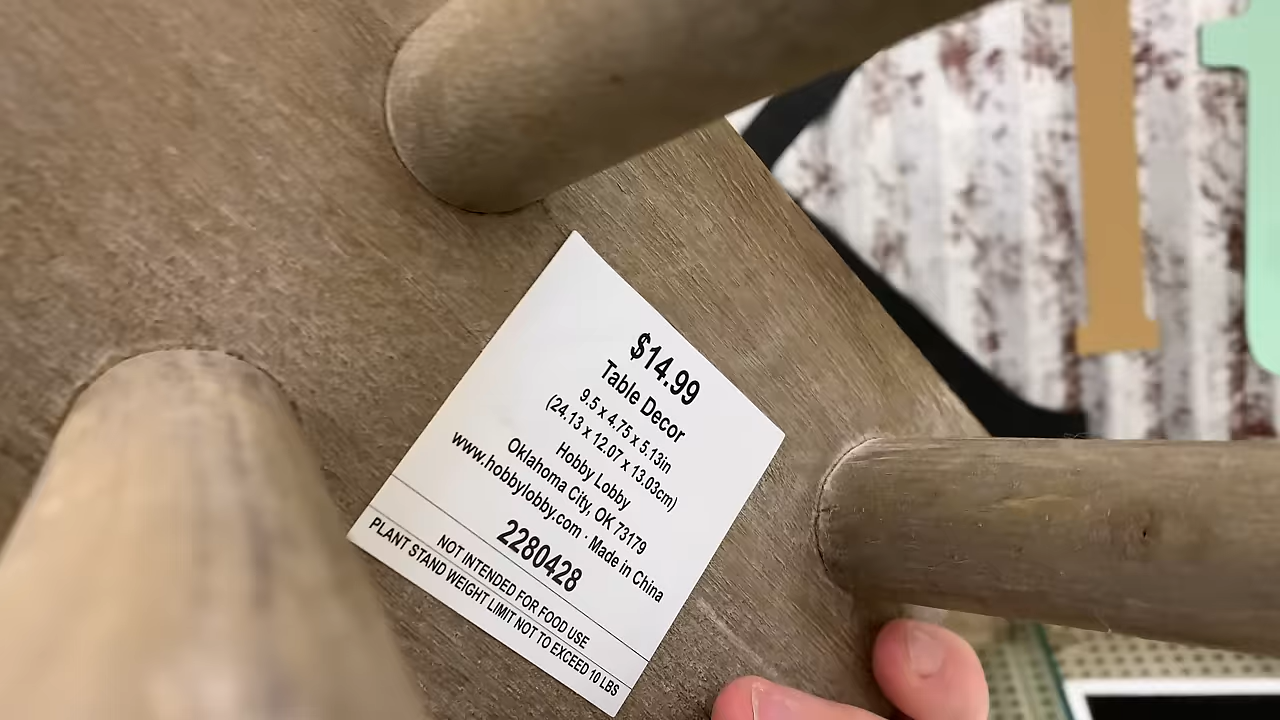 $14.99
Table Decor
9.5 x 4.75 x 5.13in
(24.13 x 12.07 x 13.03cm)
Hobby Lobby
Oklahoma City, OK 73179
www.hobbylobby.com · Made in China
2280428
NOT INTENDED FOR FOOD USE
PLANT STAND WEIGHT LIMIT NOT TO EXCEED 10 LBS